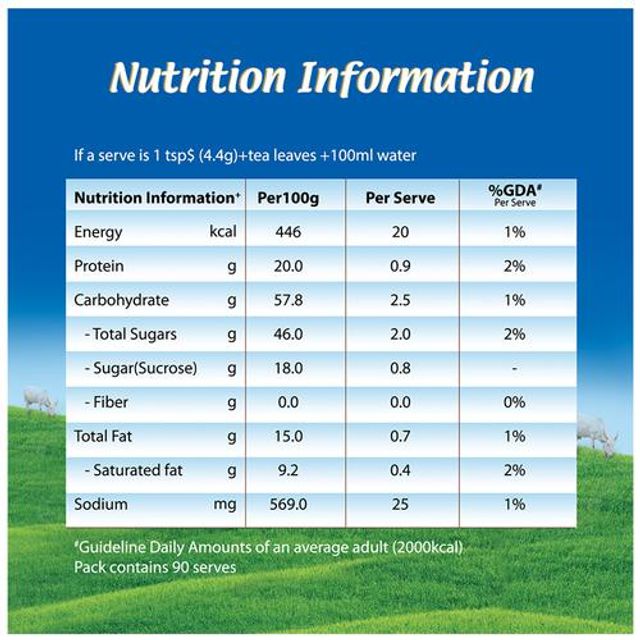 Nutrition Information
If a serve is 1 tsp$ (4.4g)+tea leaves +100ml water
Nutrition Information+ Per100g Per Serve %GDA# Per Serve
Energy kcal 446 20 1%
Protein g 20.0 0.9 2%
Carbohydrate g 57.8 2.5 1%
- Total Sugars g 46.0 2.0 2%
- Sugar(Sucrose) g 18.0 0.8 -
- Fiber g 0.0 0.0 0%
Total Fat g 15.0 0.7 1%
- Saturated fat g 9.2 0.4 2%
Sodium mg 569.0 25 1%
#Guideline Daily Amounts of an average adult (2000kcal)
Pack contains 90 serves